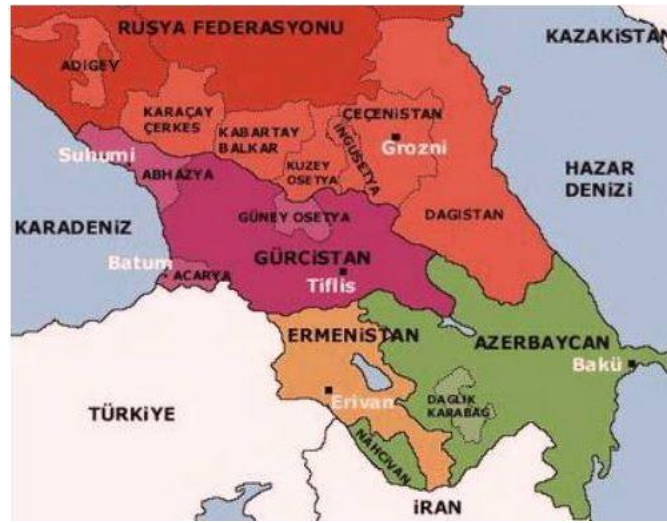 RUSYA FEDERASYONU
KAZAKİSTAN
ADIGEY
KARAÇAY
ÇERKES
KABARTAY
BALKAR
ÇEÇENİSTAN
İNGUSETYA
Grozni
KUZEY
OSETYA
Suhumi
ABHAZYA
HAZAR
DENİZİ
DAGISTAN
GÜNEY OSETYA
KARADENİZ
GÜRCİSTAN
Batum
ACARYA
Tiflis
ERMENİSTAN
AZERBAYCAN
Bakü
Erivan
DAGLIK
KARABAĞ
TÜRKİYE
NAHCIVAN
İRAN